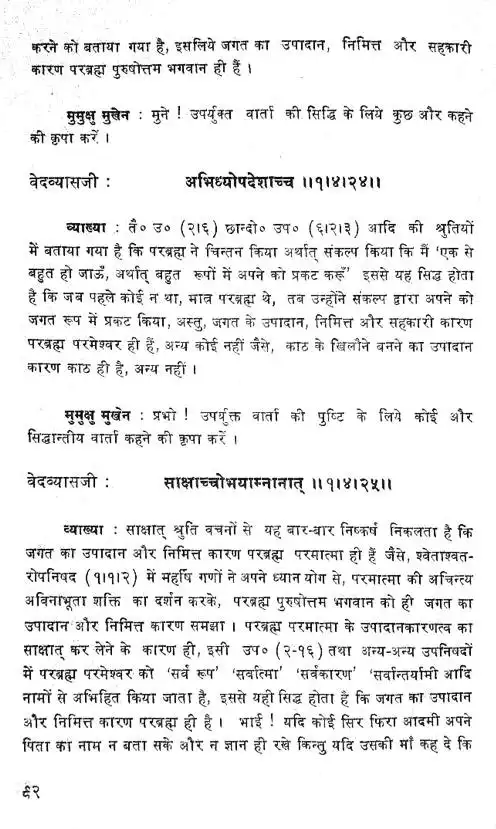 करने को बताया गया है, इसलिये जगत का उपादान, निमित्त और सहकारी
कारण परब्रह्म पुरुषोत्तम भगवान ही हैं ।
मुमुक्षु मुखेन : मुने ! उपर्युक्त वार्ता की सिद्धि के लिये कुछ और कहने
की कृपा करें ।
वेदव्यासजी : अभिध्योपदेशाच्च ॥१।४।२४॥
व्याख्या : तै० उ० (२।६) छान्दो० उप० (६।२।३) आदि की श्रुतियों
में बताया गया है कि परब्रह्म ने चिन्तन किया अर्थात् संकल्प किया कि मैं 'एक से
बहुत हो जाऊँ, अर्थात् बहुत रूपों में अपने को प्रकट करूँ' इससे यह सिद्ध होता
है कि जब पहले कोई न था, मात्र परब्रह्म थे, तब उन्होंने संकल्प द्वारा अपने को
जगत रूप में प्रकट किया, अस्तु, जगत के उपादान, निमित्त और सहकारी कारण
परब्रह्म परमेश्वर ही हैं, अन्य कोई नहीं जैसे, काठ के खिलौने बनने का उपादान
कारण काठ ही है, अन्य नहीं ।
मुमुक्षु मुखेन : प्रभो ! उपर्युक्त वार्ता की पुष्टि के लिये कोई और
सिद्धान्तीय वार्ता कहने की कृपा करें ।
वेदव्यासजी : साक्षाच्चोभयाम्नानात् ॥१।४।२५॥
व्याख्या : साक्षात् श्रुति वचनों से यह बार-बार निष्कर्ष निकलता है कि
जगत का उपादान और निमित्त कारण परब्रह्म परमात्मा ही हैं जैसे, श्वेताश्वत-
रोपनिषद (१।१।२) में महर्षि गणों ने अपने ध्यान योग से, परमात्मा की अचिन्त्य
अविनाभूता शक्ति का दर्शन करके, परब्रह्म पुरुषोत्तम भगवान को ही जगत का
उपादान और निमित्त कारण समझा । परब्रह्म परमात्मा के उपादानकारणत्व का
साक्षात् कर लेने के कारण ही, इसी उप० (२-१६) तथा अन्य-अन्य उपनिषदों
में परब्रह्म परमेश्वर को 'सर्व रूप' 'सर्वात्मा' 'सर्वकारण' 'सर्वान्तर्यामी आदि
नामों से अभिहित किया जाता है, इससे यही सिद्ध होता है कि जगत का उपादान
और निमित्त कारण परब्रह्म ही है । भाई ! यदि कोई सिर फिरा आदमी अपने
पिता का नाम न बता सके और न ज्ञान ही रखे किन्तु यदि उसकी माँ कह दे कि
९२